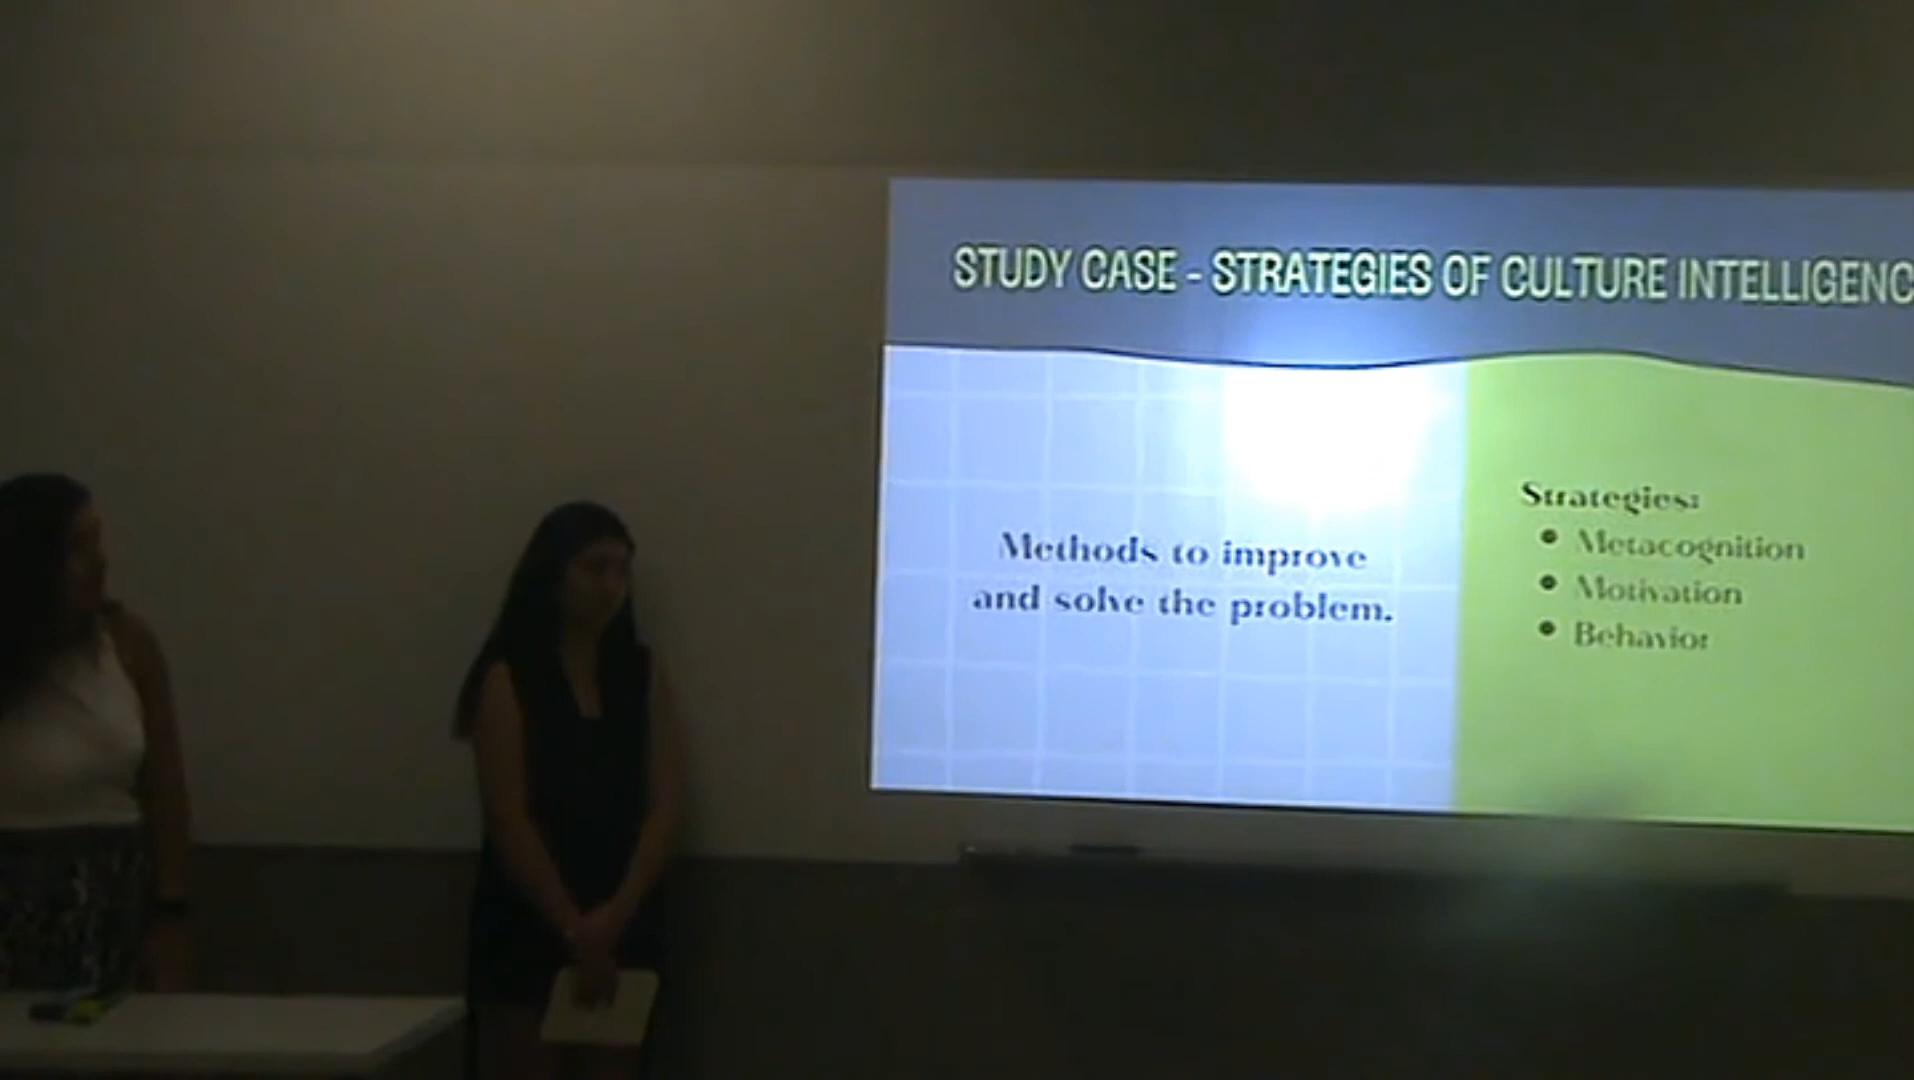 STUDY CASE - STRATEGIES OF CULTURE INTELLIGENC
Methods to improve
and solve the problem.
Strategies:
• Metacognition
• Motivation
• Behavior